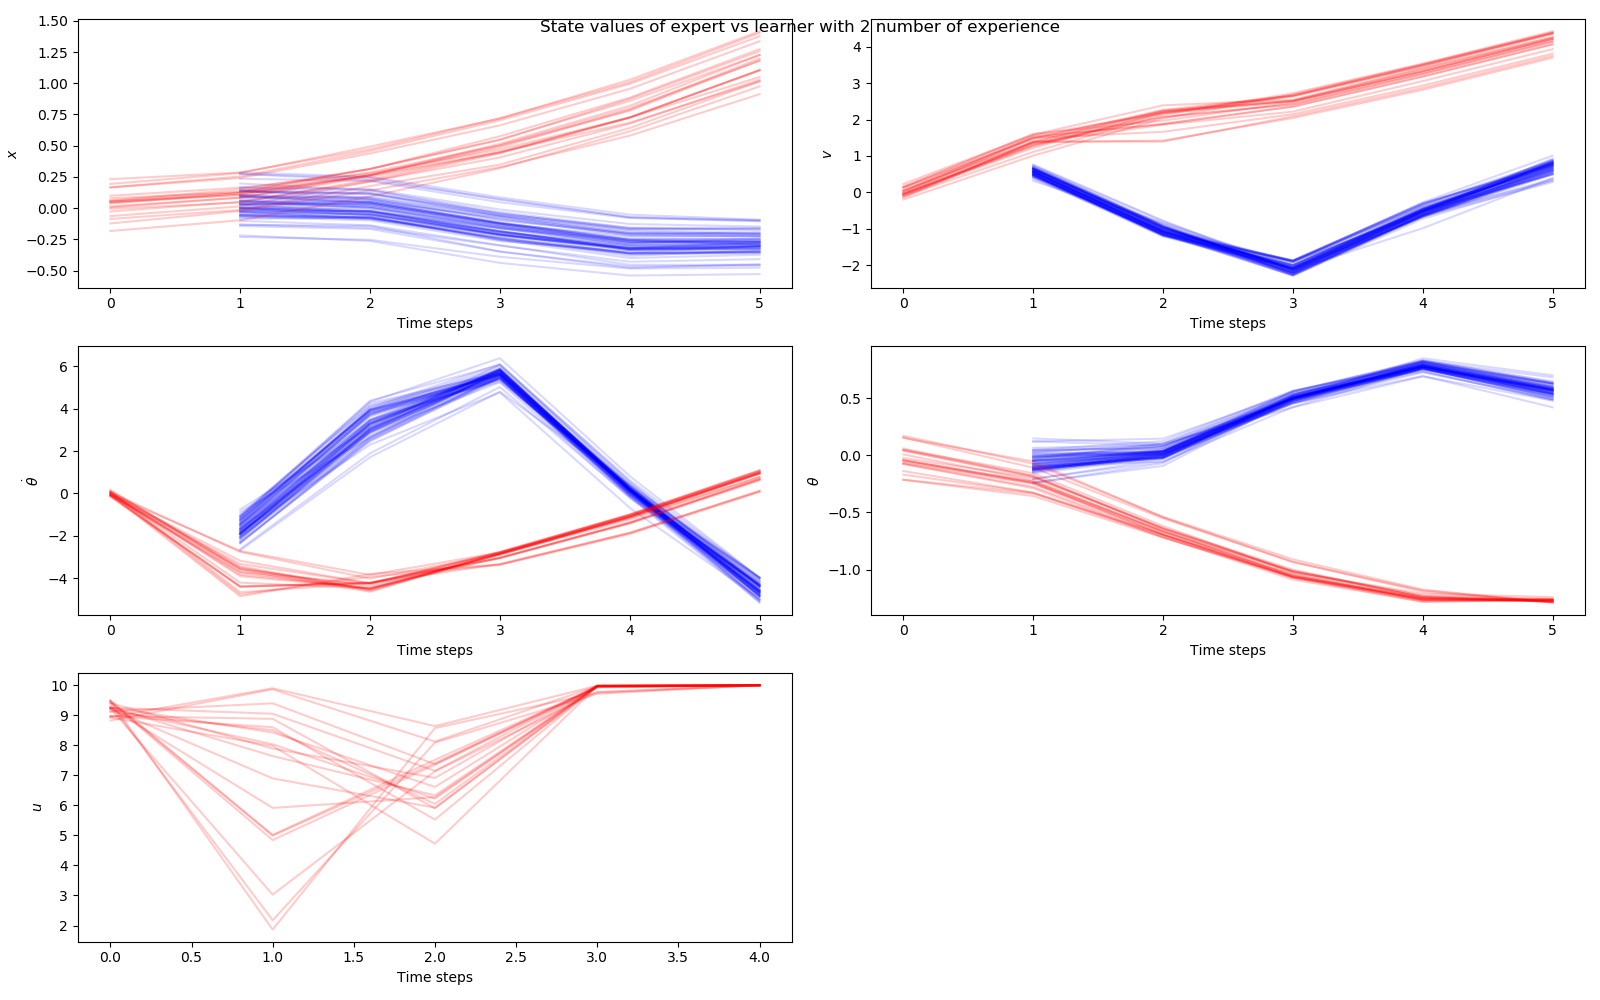 State values of expert vs learner with 2 number of experience
1.50
1.25
1.00
0.75
0.50
0.25
0.00
−0.25
−0.50
x
0 1 2 3 4 5
Time steps
4
3
2
1
0
−1
−2
v
0 1 2 3 4 5
Time steps
6
4
2
0
−2
−4
θ̇
0 1 2 3 4 5
Time steps
0.5
0.0
−0.5
−1.0
θ
0 1 2 3 4 5
Time steps
10
9
8
7
6
5
4
3
2
u
0.0 0.5 1.0 1.5 2.0 2.5 3.0 3.5 4.0
Time steps